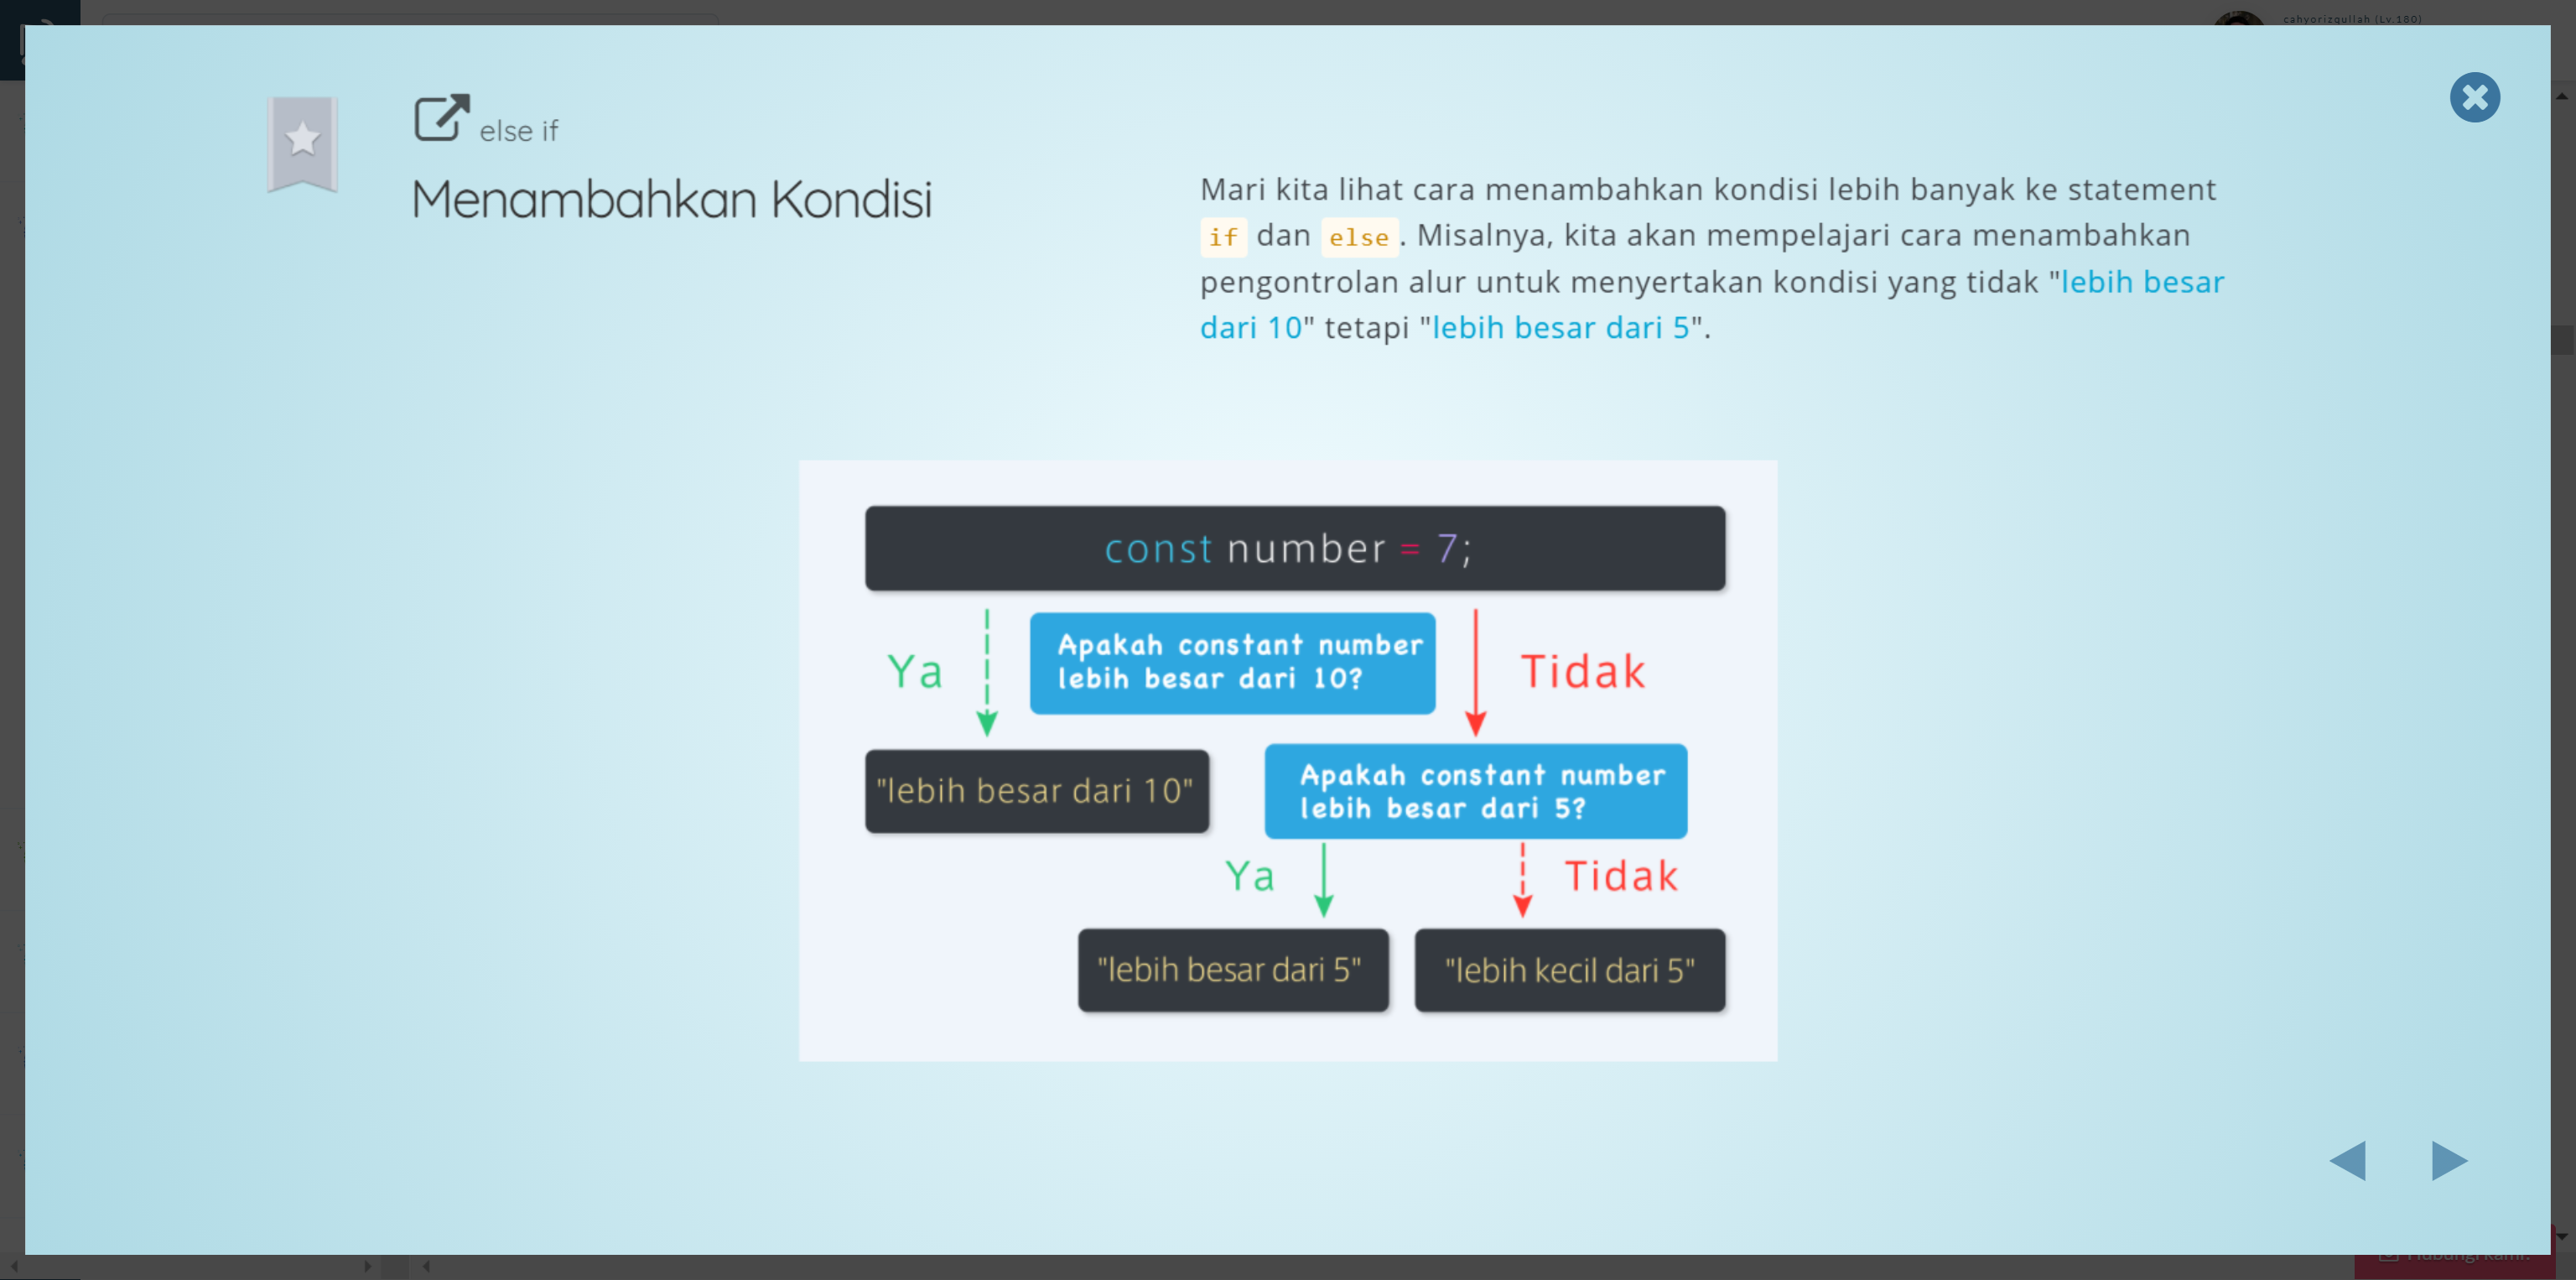 cahyorizqullah (Lv.180)
else if
Menambahkan Kondisi
Mari kita lihat cara menambahkan kondisi lebih banyak ke statement
if dan else. Misalnya, kita akan mempelajari cara menambahkan
pengontrolan alur untuk menyertakan kondisi yang tidak "lebih besar
dari 10" tetapi "lebih besar dari 5".
const number = 7;
Ya
Apakah constant number
lebih besar dari 10?
Tidak
"lebih besar dari 10"
Apakah constant number
lebih besar dari 5?
Ya
Tidak
"lebih besar dari 5"
"lebih kecil dari 5"
Hubungi kami!